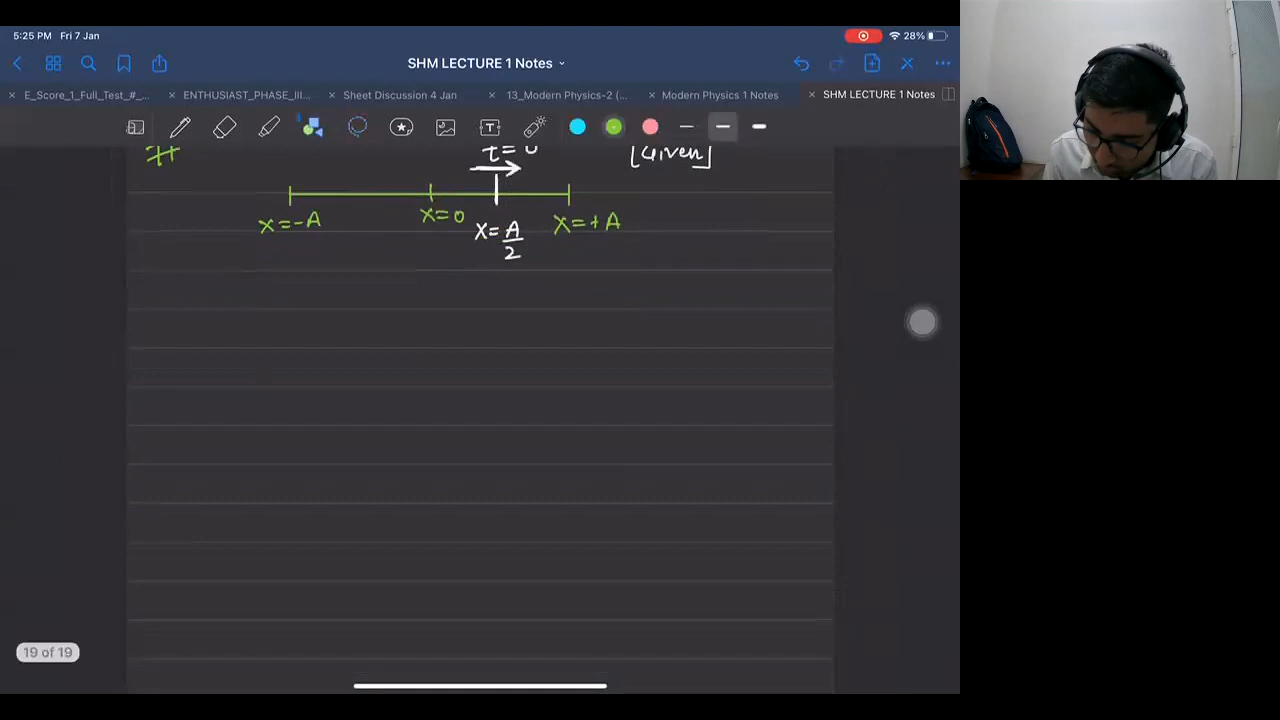 5:25 PM Fri 7 Jan
28%
SHM LECTURE 1 Notes
E_Score_1_Full_Test_#_...
ENTHUSIAST_PHASE_III...
Sheet Discussion 4 Jan
13_Modern Physics-2 (...
Modern Physics 1 Notes
SHM LECTURE 1 Notes
#
t=0
[Given]
x=-A
x=0
x=A/2
x=+A
19 of 19